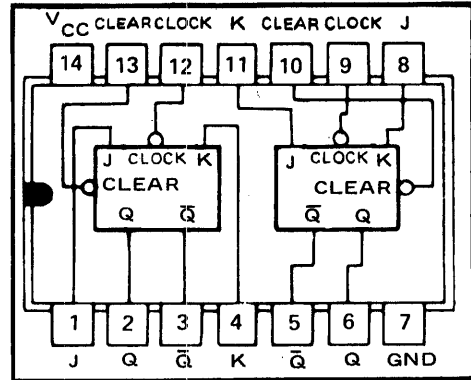 VCC CLEAR CLOCK K CLEAR CLOCK J
14 13 12 11 10 9 8
J CLOCK K J CLOCK K
CLEAR CLEAR
Q Q̅ Q̅ Q
1 2 3 4 5 6 7
J Q Q̅ K Q̅ Q GND